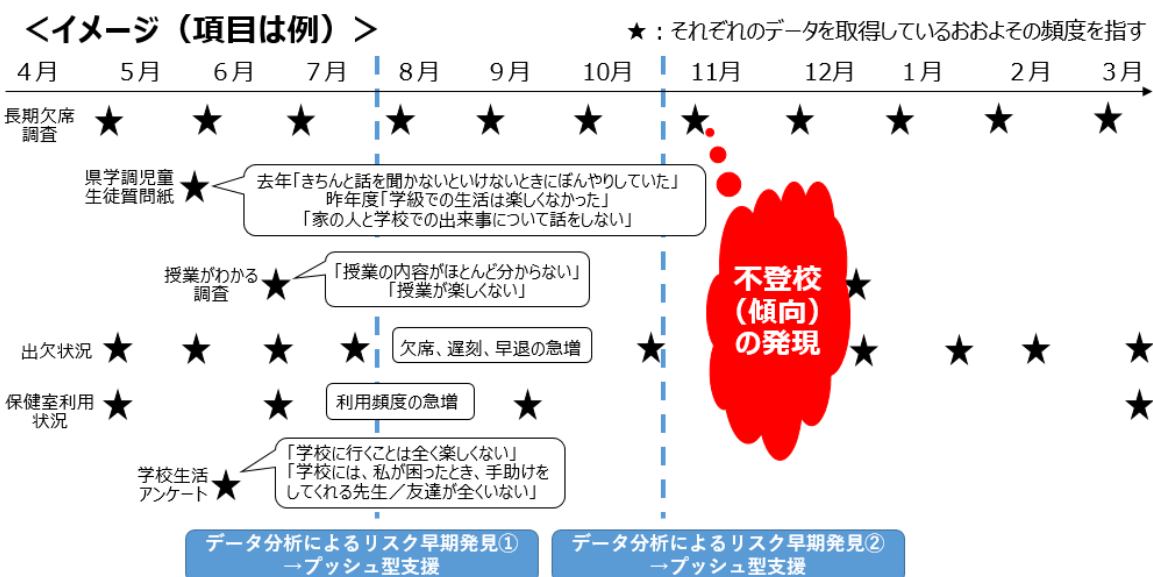 ＜イメージ（項目は例）＞
★：それぞれのデータを取得しているおおよその頻度を指す
4月 5月 6月 7月 8月 9月 10月 11月 12月 1月 2月 3月
長期欠席
調査
県学調児童
生徒質問紙
去年「きちんと話を聞かないといけないときにぼんやりしていた」
昨年度「学級での生活は楽しくなかった」
「家の人と学校での出来事について話をしない」
授業がわかる
調査
「授業の内容がほとんど分からない」
「授業が楽しくない」
不登校
（傾向）
の発現
出欠状況
欠席、遅刻、早退の急増
保健室利用
状況
利用頻度の急増
学校生活
アンケート
「学校に行くことは全く楽しくない」
「学校には、私が困ったとき、手助けを
してくれる先生／友達が全くいない」
データ分析によるリスク早期発見①
→プッシュ型支援
データ分析によるリスク早期発見②
→プッシュ型支援